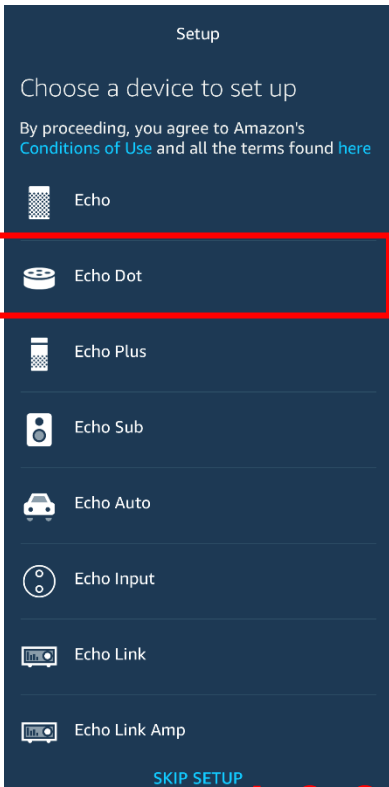 Setup
Choose a device to set up
By proceeding, you agree to Amazon's
Conditions of Use and all the terms found here
Echo
Echo Dot
Echo Plus
Echo Sub
Echo Auto
Echo Input
Echo Link
Echo Link Amp
SKIP SETUP